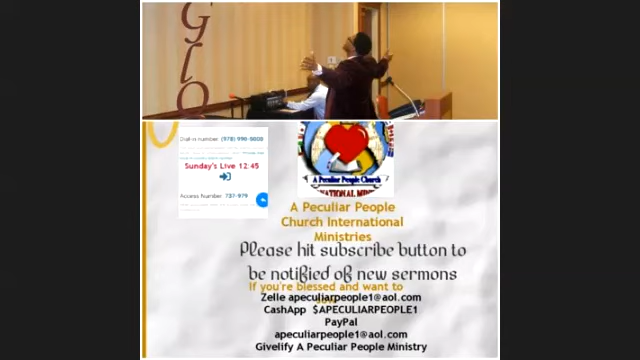 GLO
Dial-in number (978) 990-5000
Sunday's Live 12:45
Access Number 737-979
A Peculiar People Church
A Peculiar People
Church International
Ministries
Please hit subscribe button to
be notified of new sermons
If you're blessed and want to
Zelle apeculiarpeople1@aol.com
CashApp $APECULIARPEOPLE1
PayPal
apeculiarpeople1@aol.com
Givelify A Peculiar People Ministry